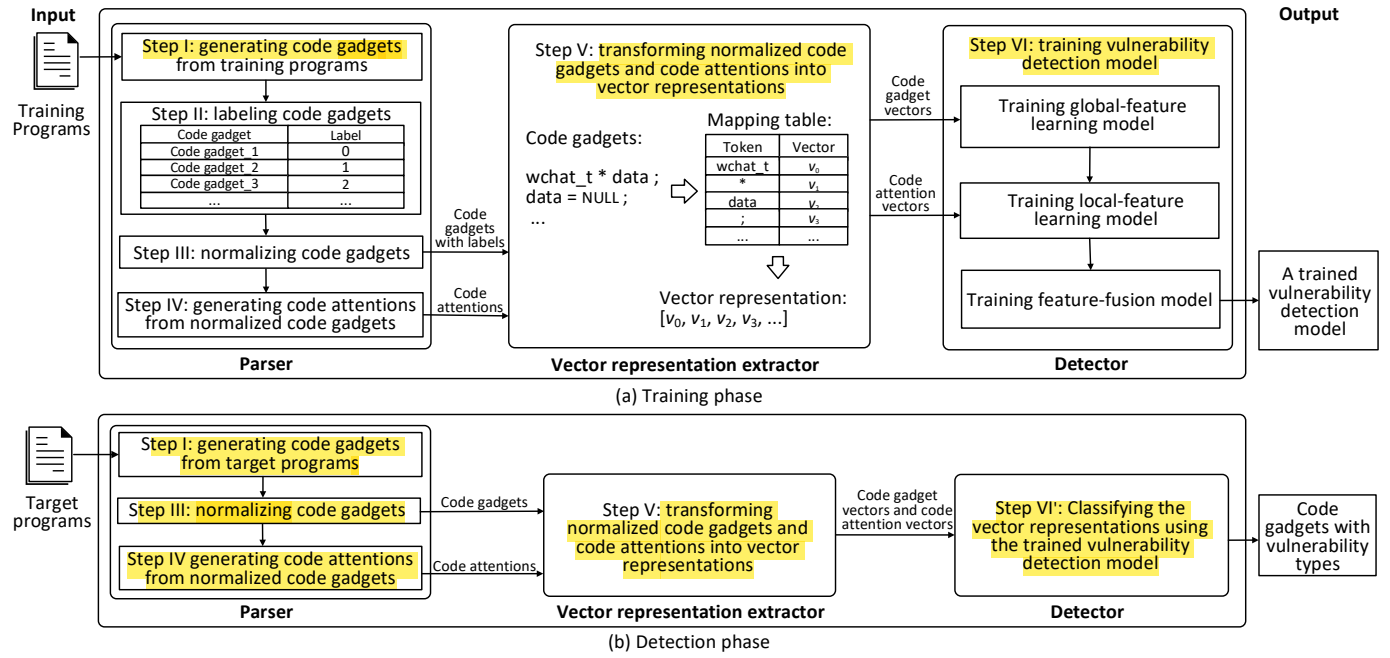 Input
Output
Training
Programs
Step I: generating code gadgets
from training programs
Step II: labeling code gadgets
Code gadget Label
Code gadget_1 0
Code gadget_2 1
Code gadget_3 2
... ...
Step III: normalizing code gadgets
Step IV: generating code attentions
from normalized code gadgets
Parser
Code
gadgets
with labels
Code
attentions
Step V: transforming normalized code
gadgets and code attentions into
vector representations
Code gadgets:
wchat_t * data ;
data = NULL ;
...
Mapping table:
Token Vector
wchat_t v₀
* v₁
data v₂
; v₃
... ...
Vector representation:
[v₀, v₁, v₂, v₃, ...]
Vector representation extractor
Code
gadget
vectors
Code
attention
vectors
Step VI: training vulnerability
detection model
Training global-feature
learning model
Training local-feature
learning model
Training feature-fusion model
Detector
A trained
vulnerability
detection
model
(a) Training phase
Target
programs
Step I: generating code gadgets
from target programs
Step III: normalizing code gadgets
Step IV generating code attentions
from normalized code gadgets
Parser
Code gadgets
Code attentions
Step V: transforming
normalized code gadgets and
code attentions into vector
representations
Vector representation extractor
Code gadget
vectors and code
attention vectors
Step VI': Classifying the
vector representations using
the trained vulnerability
detection model
Detector
Code
gadgets with
vulnerability
types
(b) Detection phase